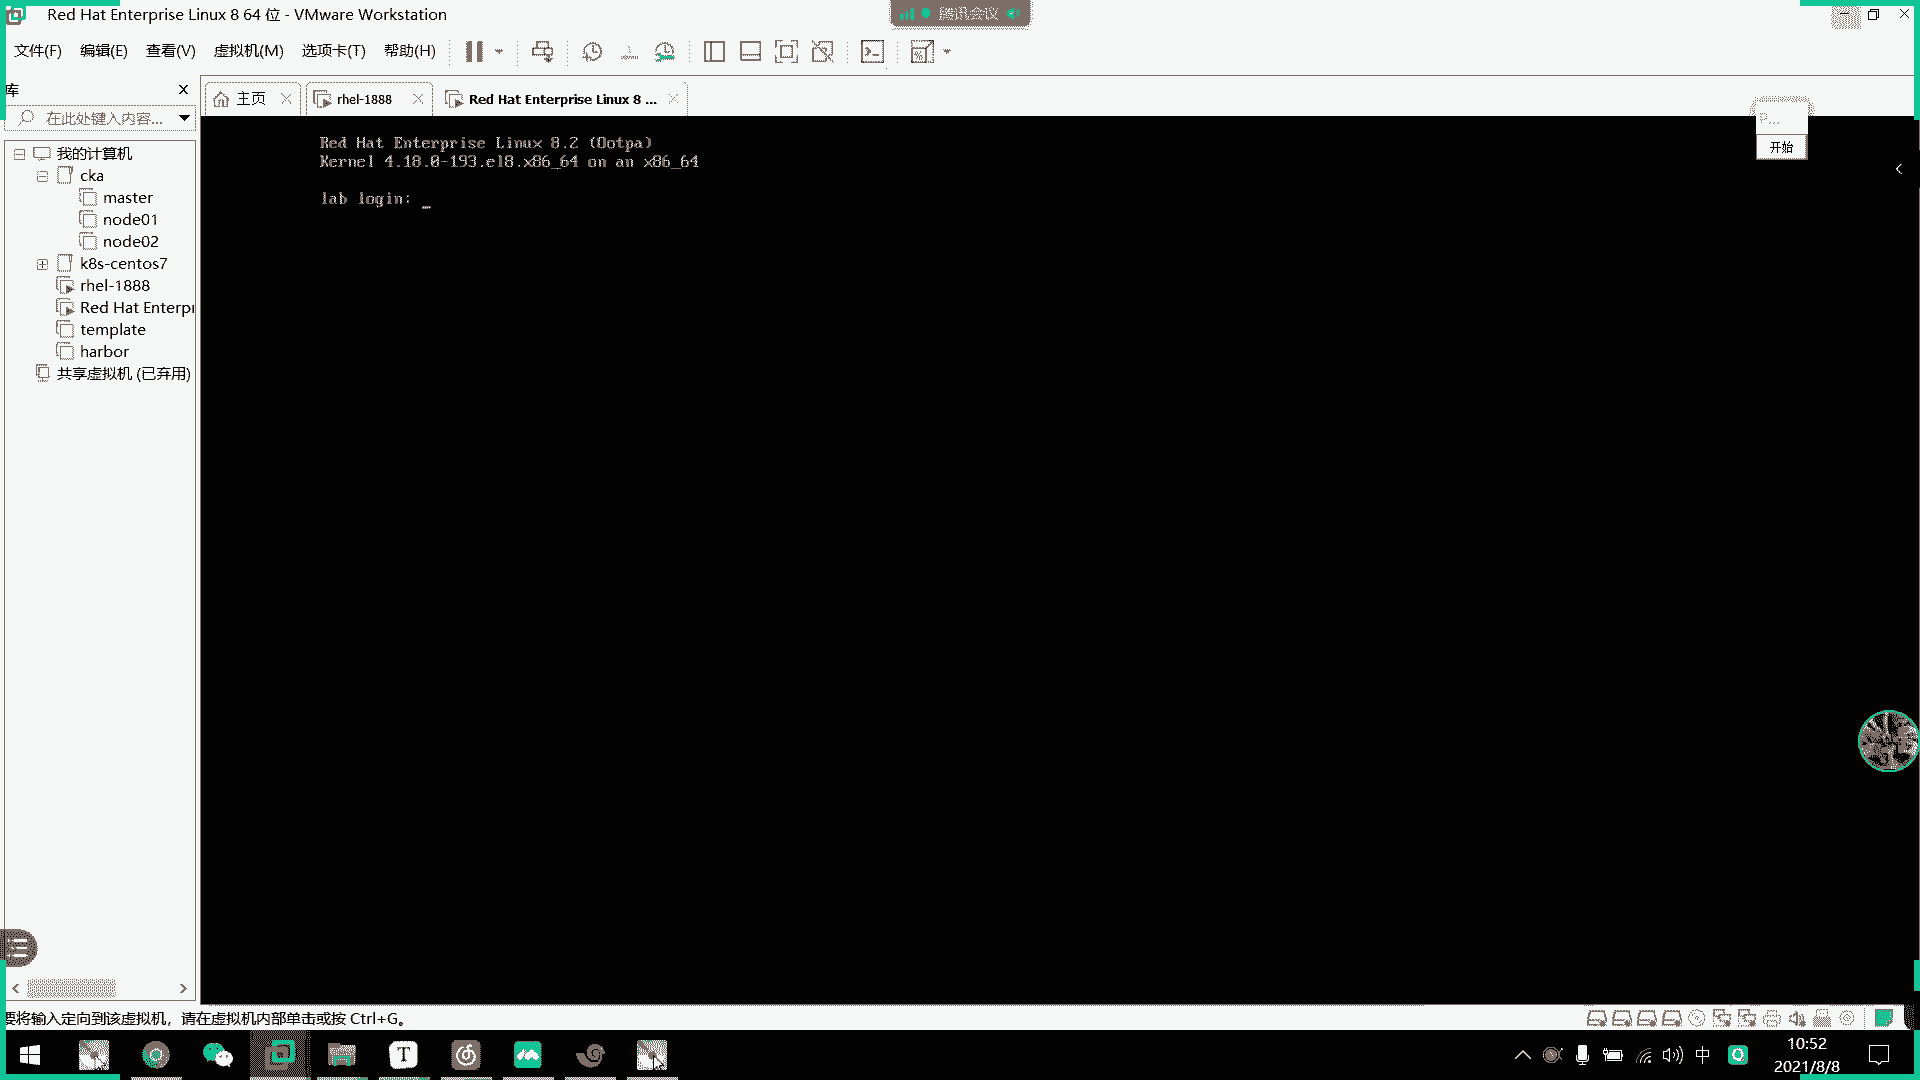 Red Hat Enterprise Linux 8 64 位 - VMware Workstation
腾讯会议
文件(F) 编辑(E) 查看(V) 虚拟机(M) 选项卡(T) 帮助(H)
库
主页
rhel-1888
Red Hat Enterprise Linux 8 ...
在此处键入内容...
P...
开始
我的计算机
cka
master
node01
node02
k8s-centos7
rhel-1888
Red Hat Enterpr
template
harbor
共享虚拟机 (已弃用)
Red Hat Enterprise Linux 8.2 (Ootpa)
Kernel 4.18.0-193.el8.x86_64 on an x86_64
lab login: _
要将输入定向到该虚拟机，请在虚拟机内部单击或按 Ctrl+G。
T
中
10:52
2021/8/8